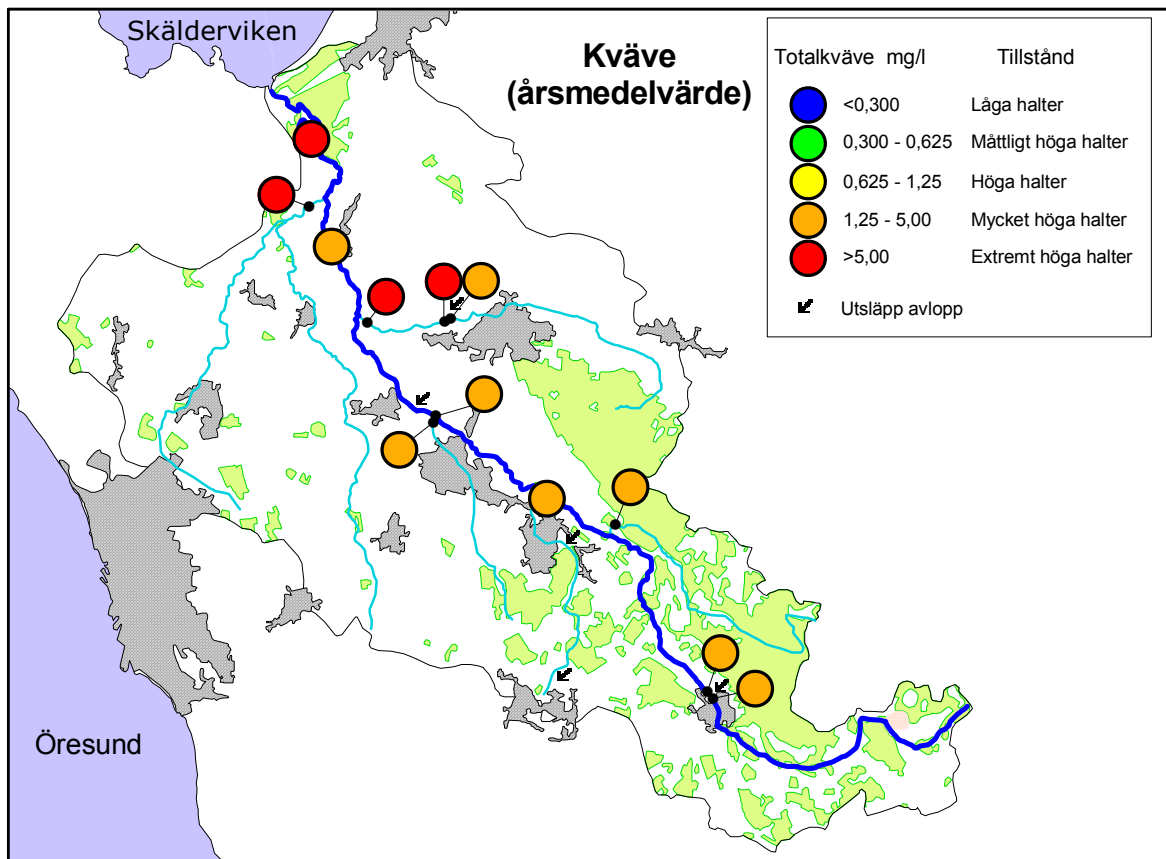 Skälderviken
Kväve
(årsmedelvärde)
Totalkväve mg/l Tillstånd
<0,300 Låga halter
0,300 - 0,625 Måttligt höga halter
0,625 - 1,25 Höga halter
1,25 - 5,00 Mycket höga halter
>5,00 Extremt höga halter
Utsläpp avlopp
Öresund